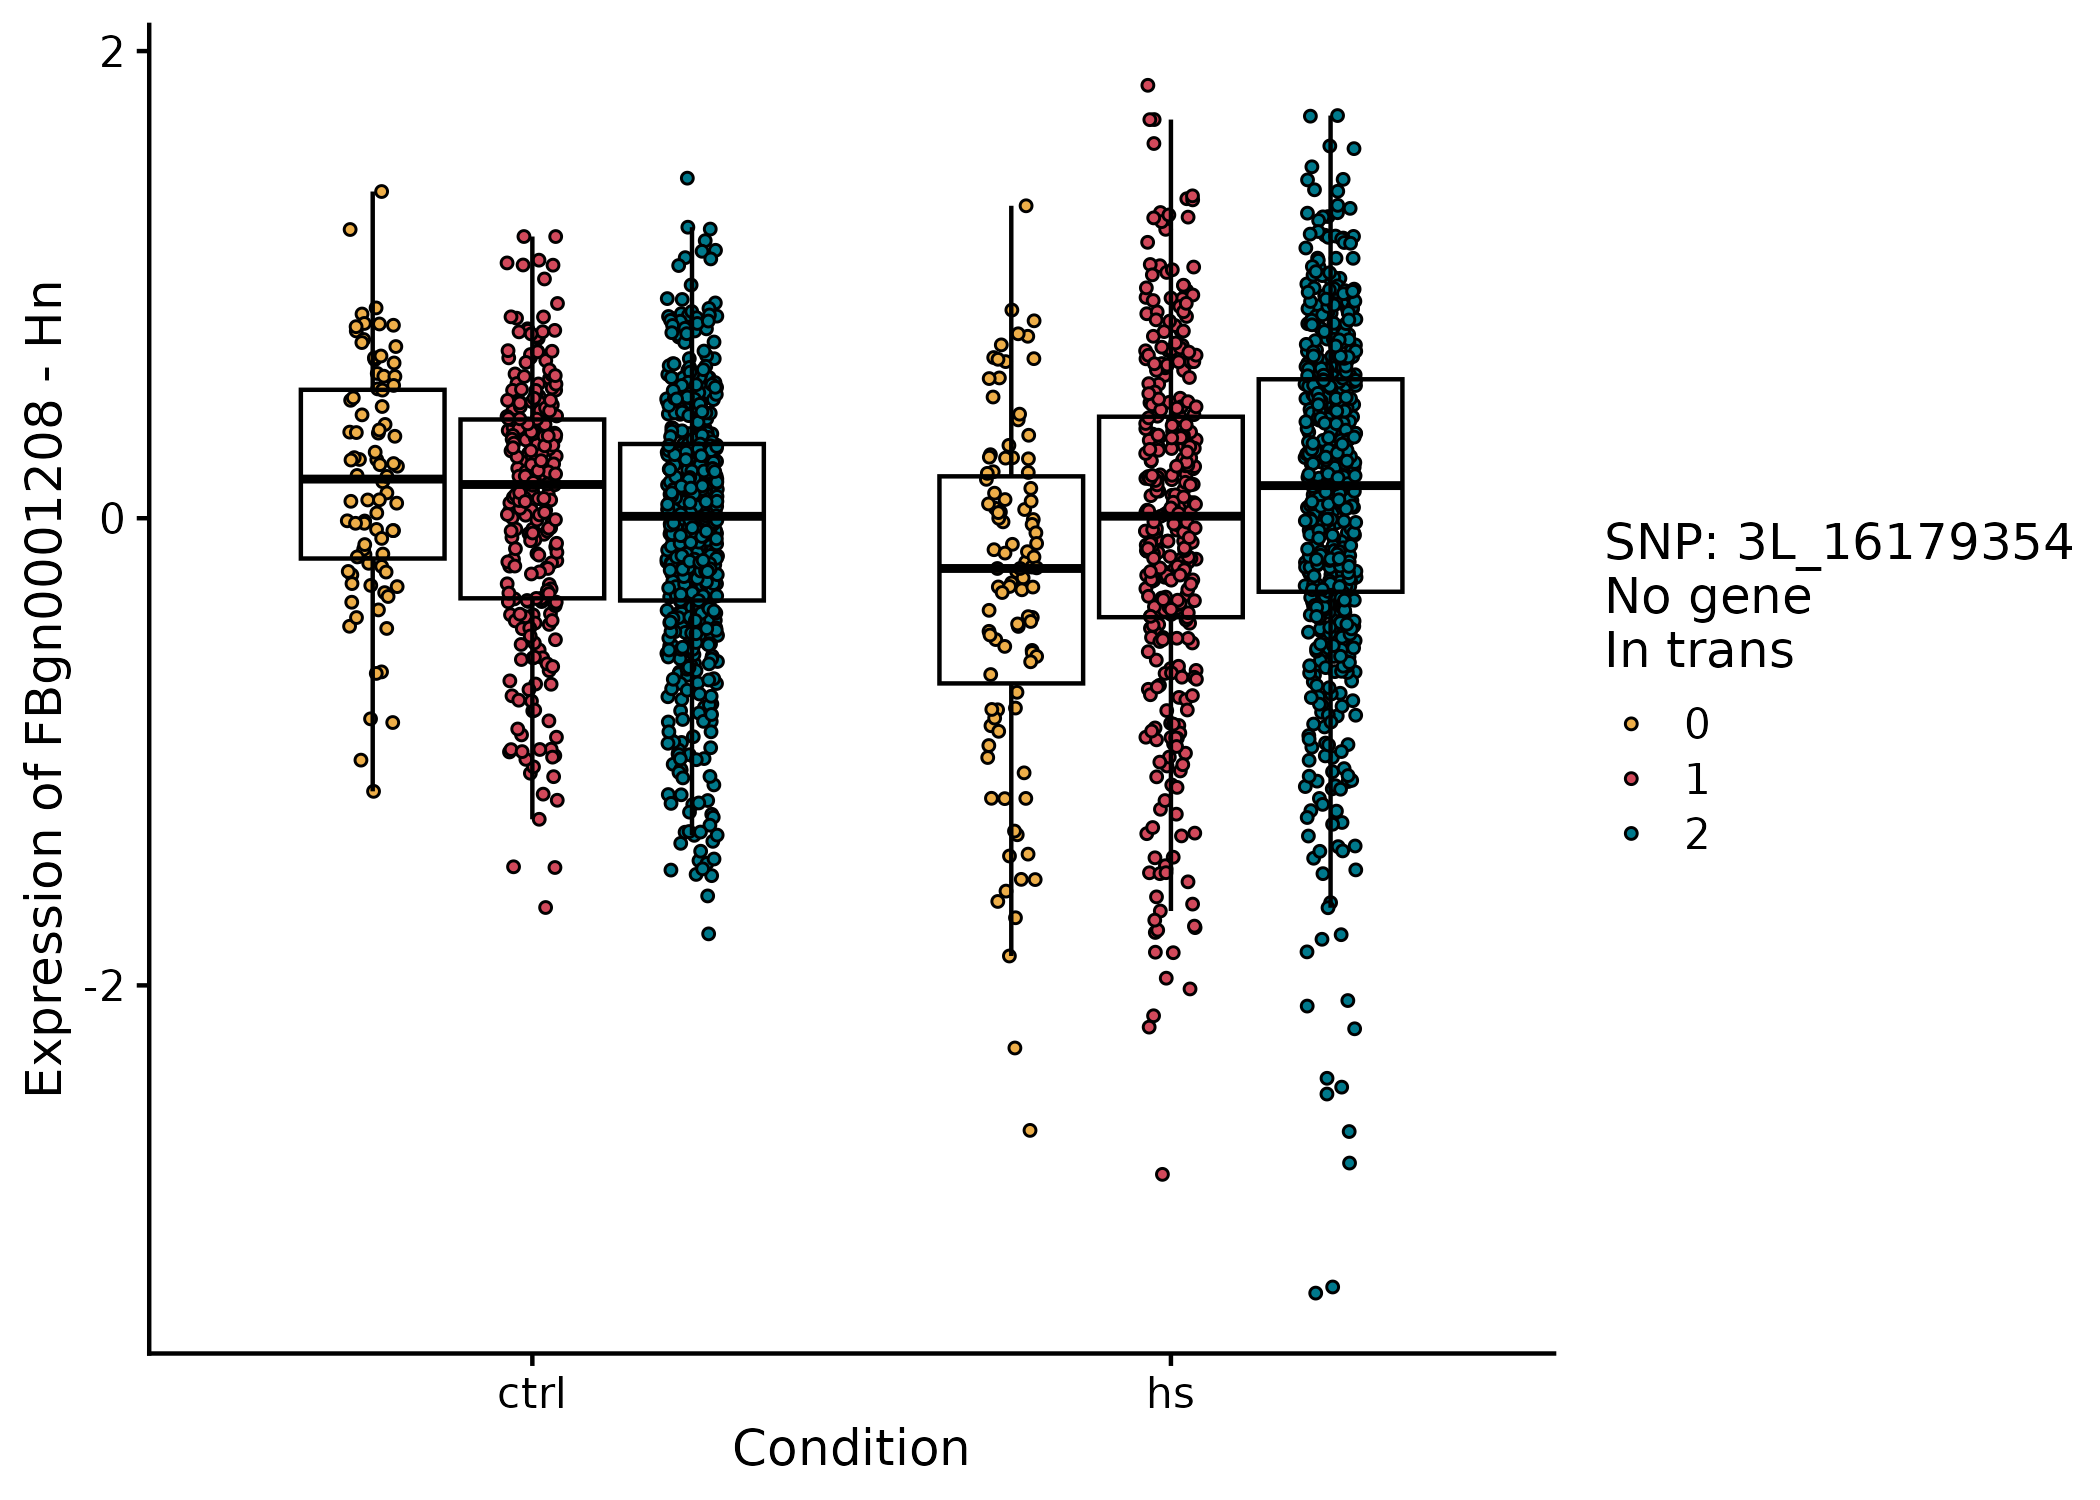 Expression of FBgn0001208 - Hn
2
0
-2
ctrl
hs
Condition
SNP: 3L_16179354
No gene
In trans
0
1
2